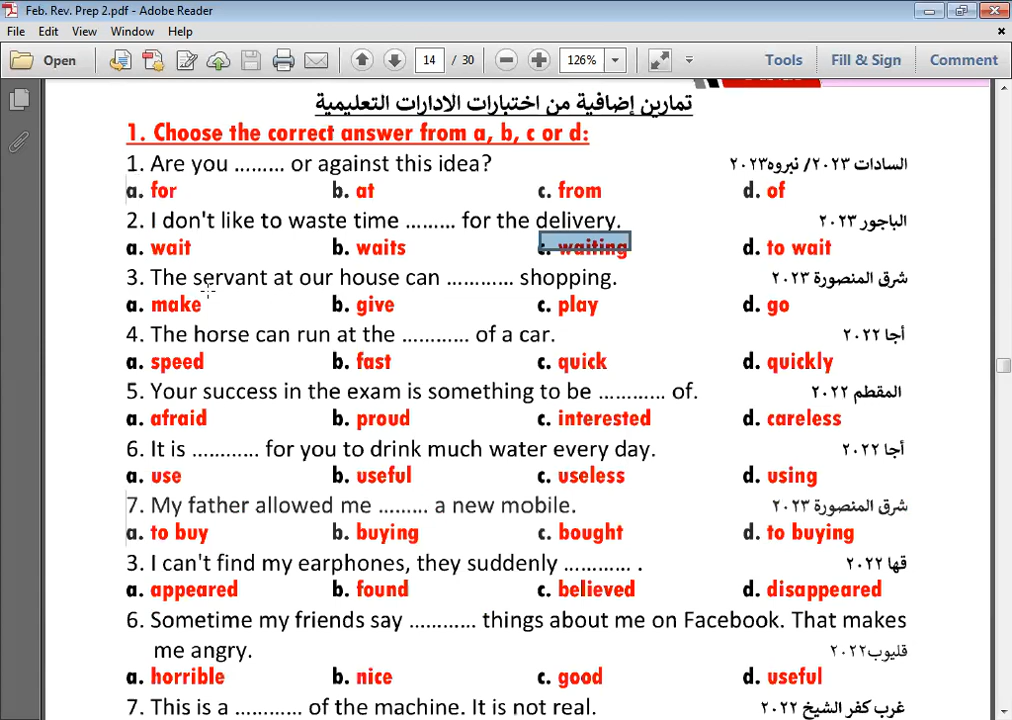 Feb. Rev. Prep 2.pdf - Adobe Reader
File Edit View Window Help
Open 14 / 30 126% Tools Fill & Sign Comment
تمارين إضافية من اختبارات الادارات التعليمية
1. Choose the correct answer from a, b, c or d:
1. Are you ......... or against this idea? السادات ٢٠٢٣/ نبروه٢٠٢٣
a. for b. at c. from d. of
2. I don't like to waste time ......... for the delivery. الباجور ٢٠٢٣
a. wait b. waits c. waiting d. to wait
3. The servant at our house can ............ shopping. شرق المنصورة ٢٠٢٣
a. make b. give c. play d. go
4. The horse can run at the ............ of a car. أجا ٢٠٢٢
a. speed b. fast c. quick d. quickly
5. Your success in the exam is something to be ............ of. المقطم ٢٠٢٢
a. afraid b. proud c. interested d. careless
6. It is ............ for you to drink much water every day. أجا ٢٠٢٢
a. use b. useful c. useless d. using
7. My father allowed me ......... a new mobile. شرق المنصورة ٢٠٢٣
a. to buy b. buying c. bought d. to buying
3. I can't find my earphones, they suddenly ............ . قها ٢٠٢٢
a. appeared b. found c. believed d. disappeared
6. Sometime my friends say ............ things about me on Facebook. That makes
me angry. قليوب٢٠٢٢
a. horrible b. nice c. good d. useful
7. This is a ............ of the machine. It is not real. غرب كفر الشيخ ٢٠٢٢